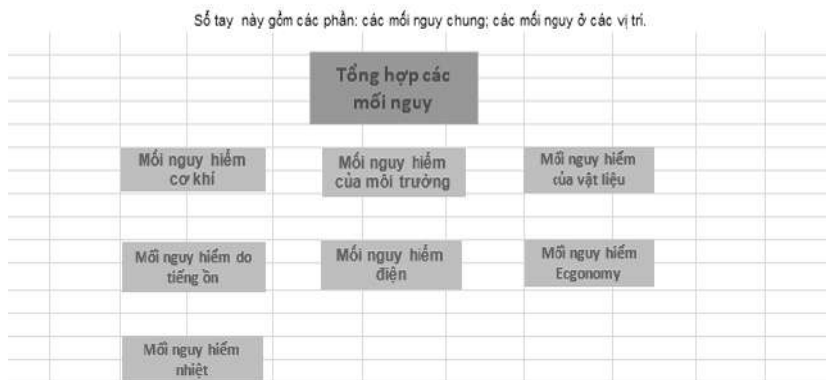 Sổ tay này gồm các phần: các mối nguy chung; các mối nguy ở các vị trí.
Tổng hợp các
mối nguy
Mối nguy hiểm
cơ khí
Mối nguy hiểm
của môi trường
Mối nguy hiểm
của vật liệu
Mối nguy hiểm do
tiếng ồn
Mối nguy hiểm
điện
Mối nguy hiểm
Ecgonomy
Mối nguy hiểm
nhiệt